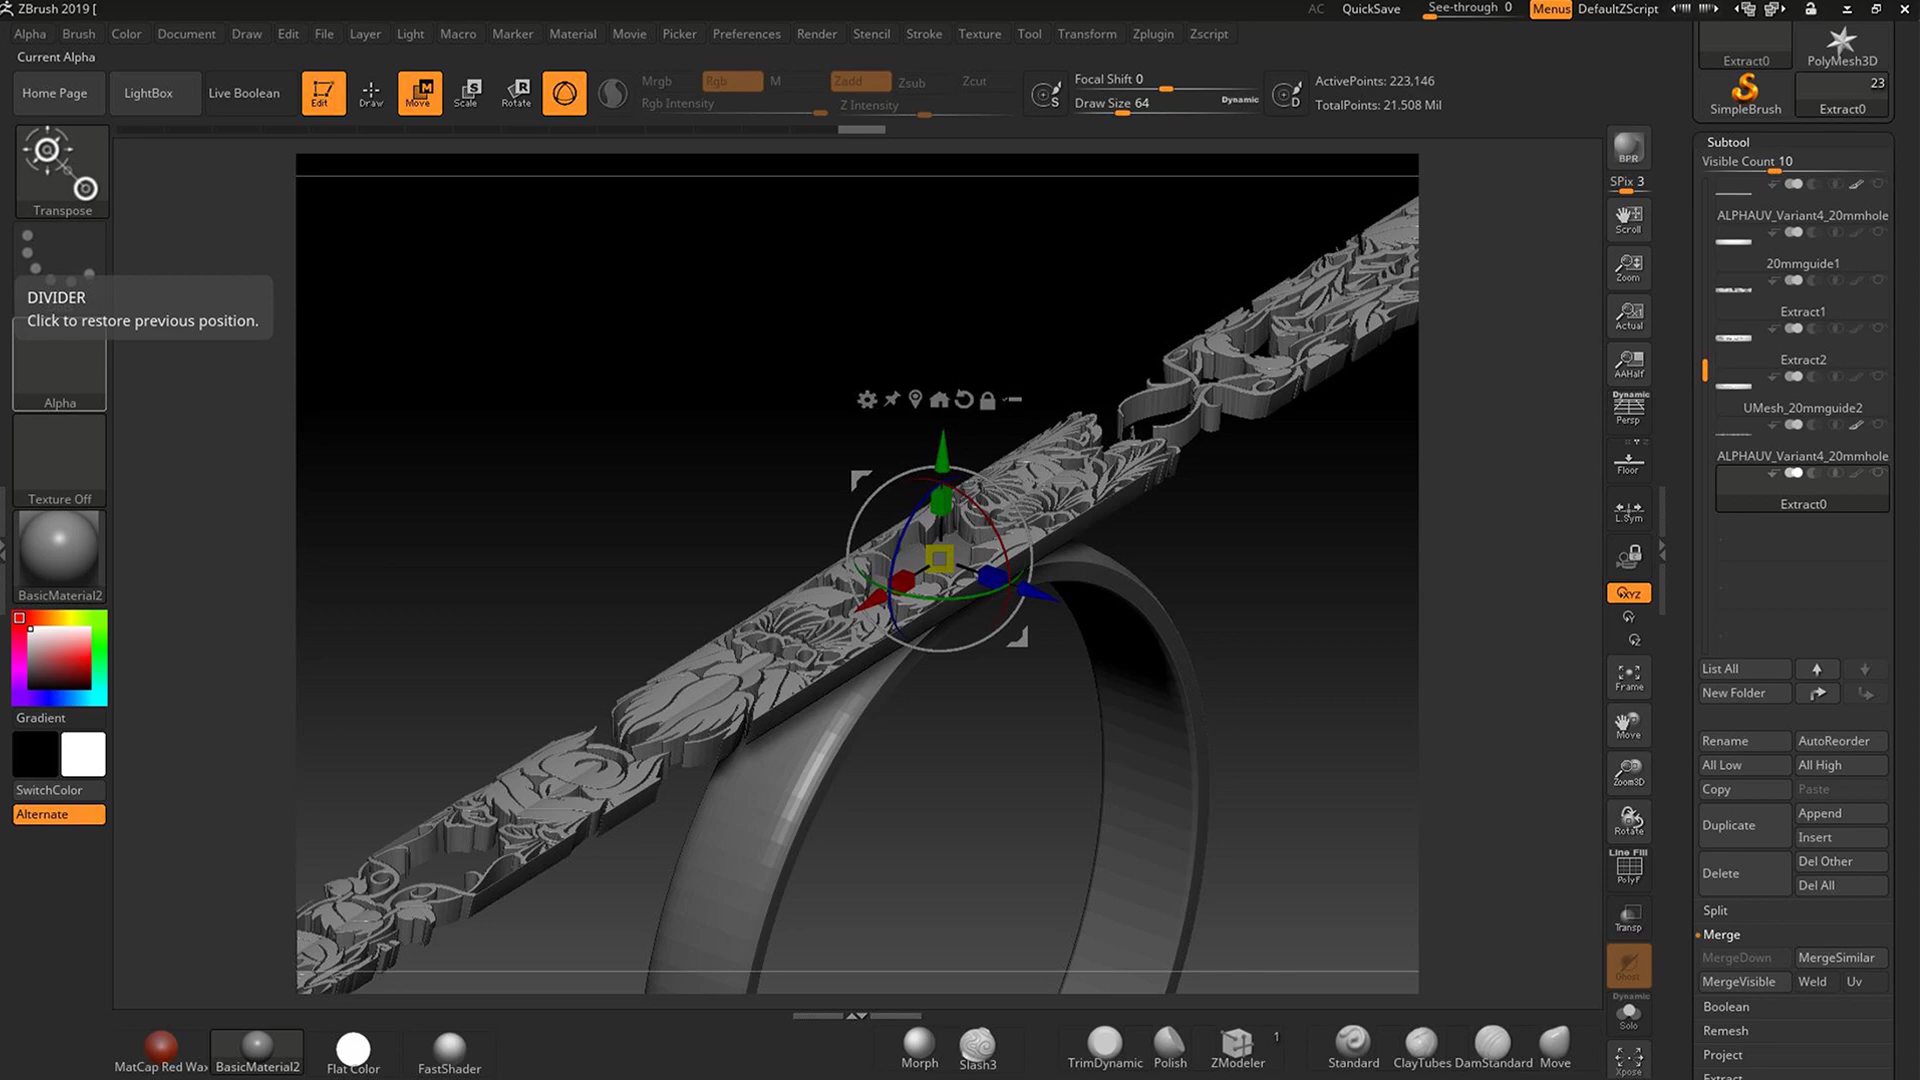 ZBrush 2019 [
AC
QuickSave
See-through 0
Menus
DefaultZScript
Alpha
Brush
Color
Document
Draw
Edit
File
Layer
Light
Macro
Marker
Material
Movie
Picker
Preferences
Render
Stencil
Stroke
Texture
Tool
Transform
Zplugin
Zscript
Current Alpha
Home Page
LightBox
Live Boolean
Edit
Draw
Move
Scale
Rotate
Mrgb
Rgb
M
Rgb Intensity
Zadd
Zsub
Zcut
Z Intensity
S
Focal Shift 0
Draw Size 64
Dynamic
D
ActivePoints: 223,146
TotalPoints: 21.508 Mil
Extract0
PolyMesh3D
SimpleBrush
23
Extract0
Transpose
DIVIDER
Click to restore previous position.
Alpha
Texture Off
BasicMaterial2
Gradient
SwitchColor
Alternate
BPR
SPix 3
Scroll
Zoom
Actual
AAHalf
Dynamic
Persp
Floor
L.Sym
XYZ
Y
Z
Frame
Move
Zoom3D
Rotate
Line Fill
PolyF
Transp
Ghost
Dynamic
Solo
Xpose
Subtool
Visible Count 10
ALPHAUV_Variant4_20mmhole
20mmguide1
Extract1
Extract2
UMesh_20mmguide2
ALPHAUV_Variant4_20mmhole
Extract0
List All
New Folder
Rename
AutoReorder
All Low
All High
Copy
Paste
Duplicate
Append
Insert
Delete
Del Other
Del All
Split
Merge
MergeDown
MergeSimilar
MergeVisible
Weld
Uv
Boolean
Remesh
Project
Extract
MatCap Red Wax
BasicMaterial2
Flat Color
FastShader
Morph
Slash3
TrimDynamic
Polish
ZModeler
1
Standard
ClayTubes
DamStandard
Move